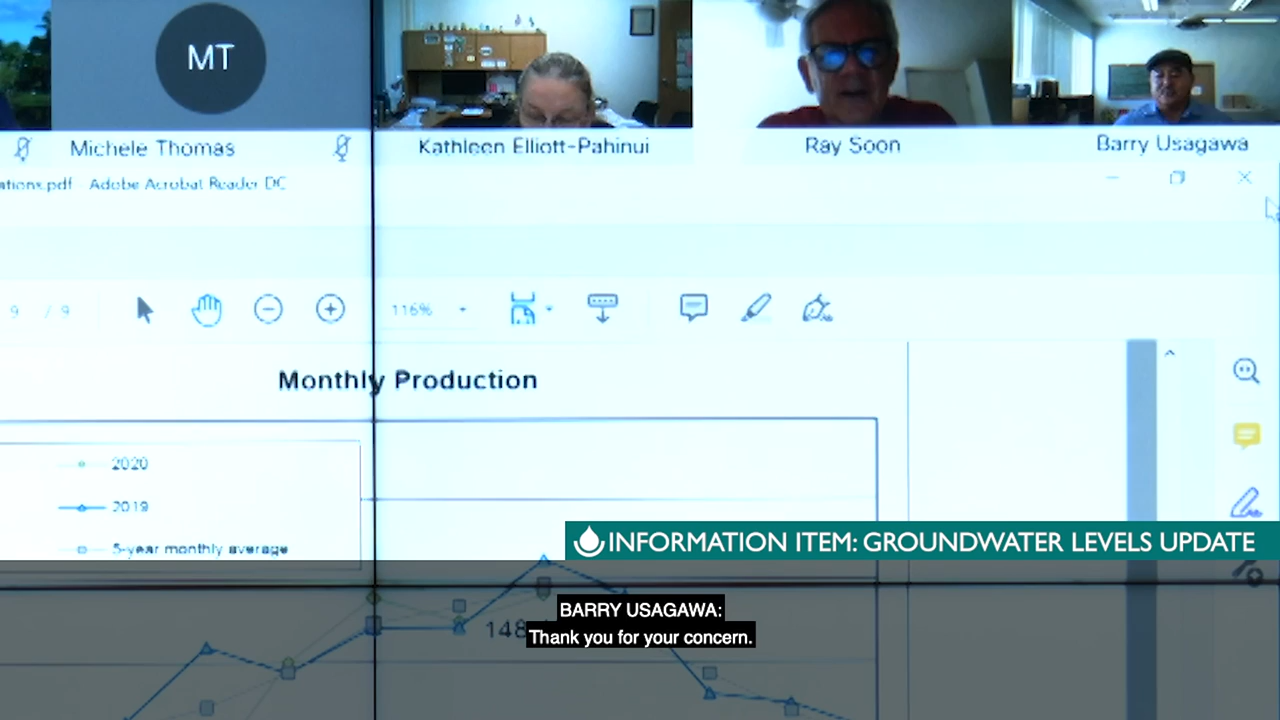 MT
Michele Thomas
Kathleen Elliott-Pahinui
Ray Soon
Barry Usagawa
ations.pdf - Adobe Acrobat Reader DC
9 / 9
116%
Monthly Production
2020
2019
5-year monthly average
INFORMATION ITEM: GROUNDWATER LEVELS UPDATE
148
BARRY USAGAWA:
Thank you for your concern.